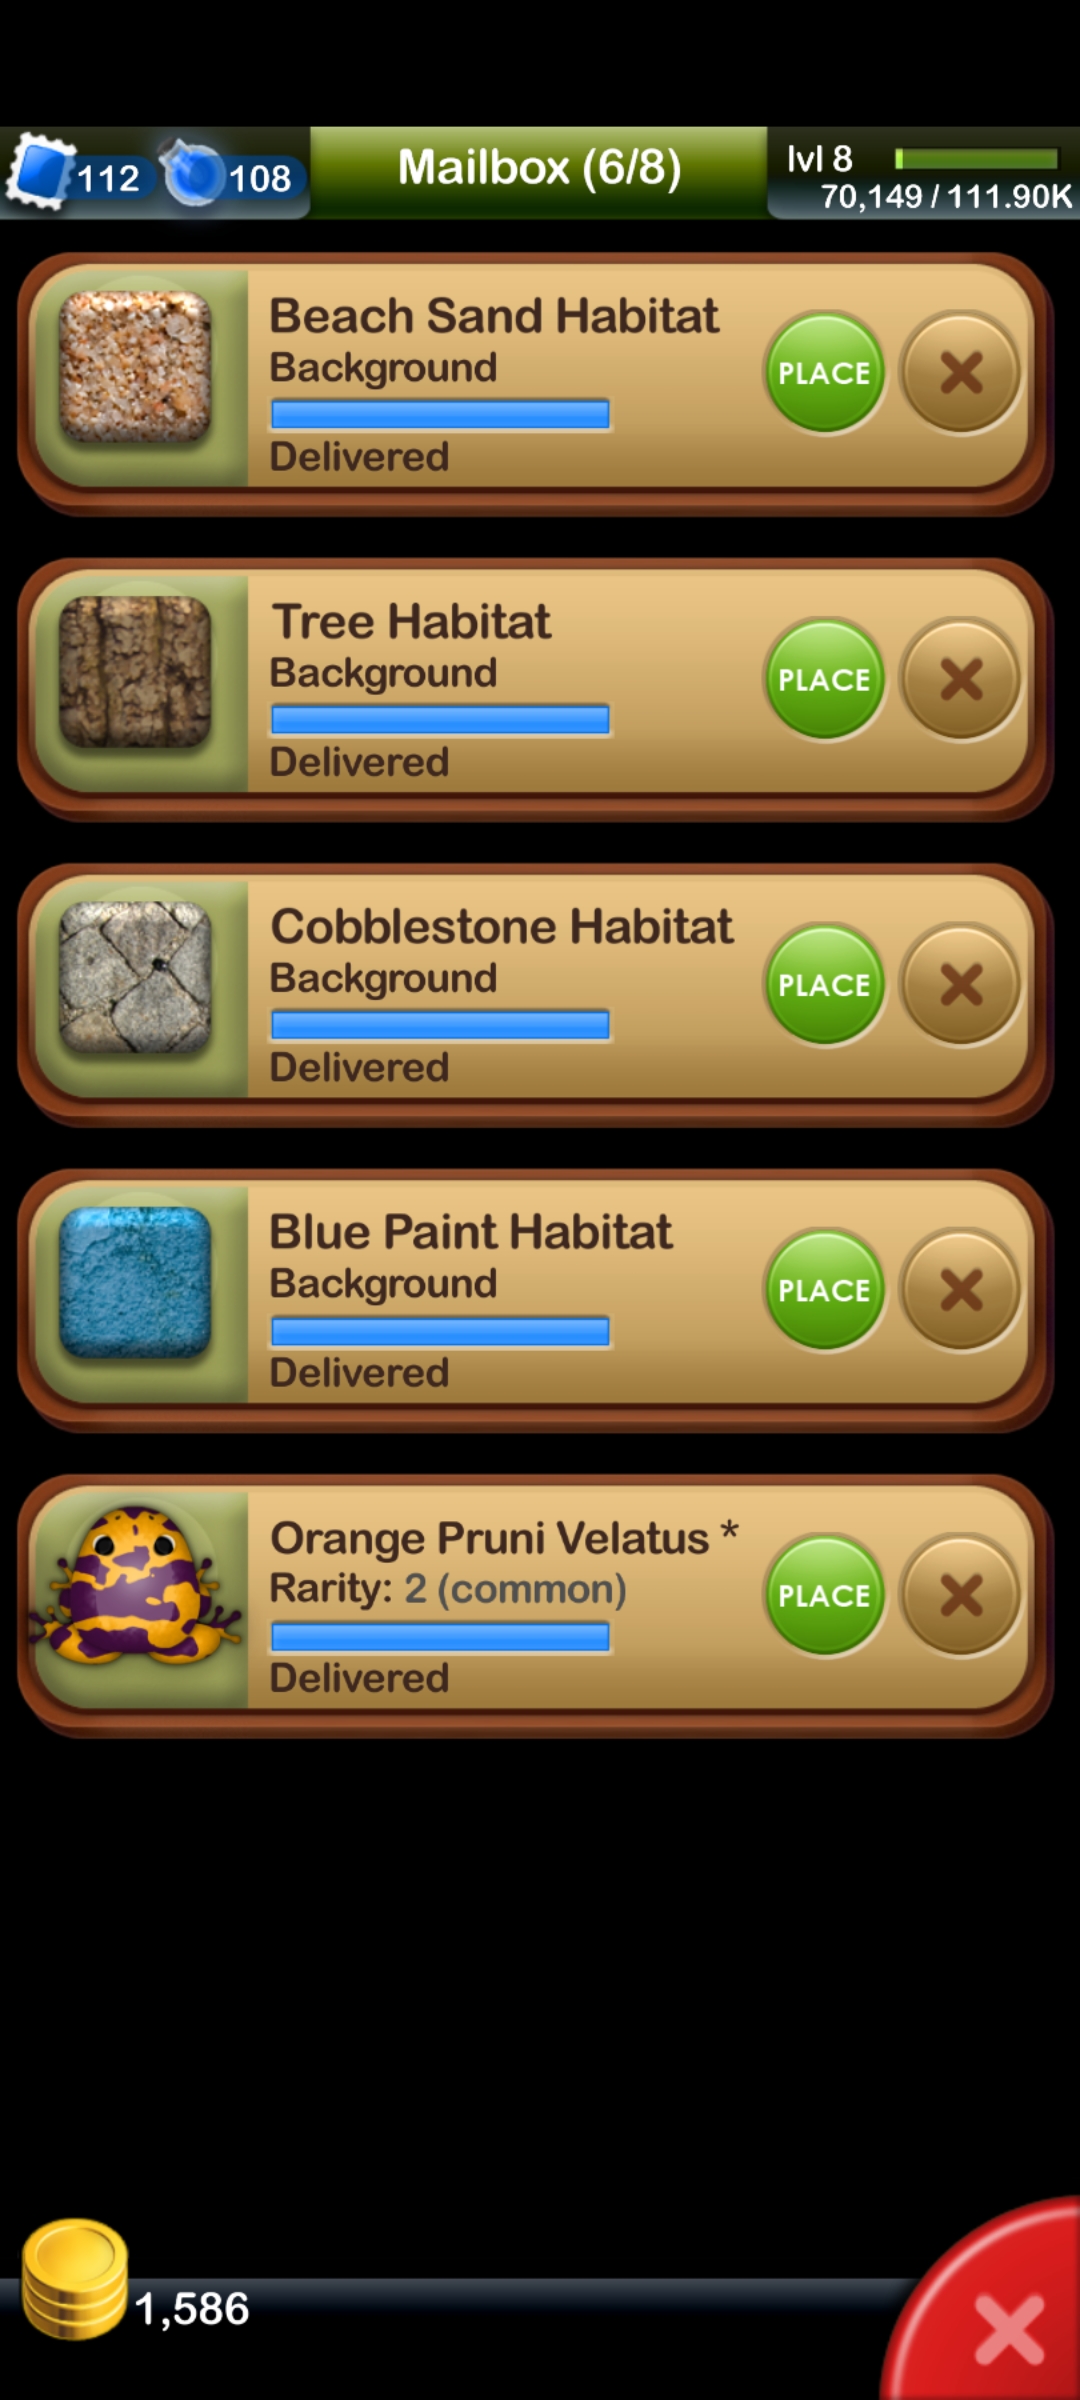 112 108 Mailbox (6/8) lvl 8
70,149 / 111.90K
Beach Sand Habitat
Background
PLACE
Delivered
Tree Habitat
Background
PLACE
Delivered
Cobblestone Habitat
Background
PLACE
Delivered
Blue Paint Habitat
Background
PLACE
Delivered
Orange Pruni Velatus *
Rarity: 2 (common)
PLACE
Delivered
1,586